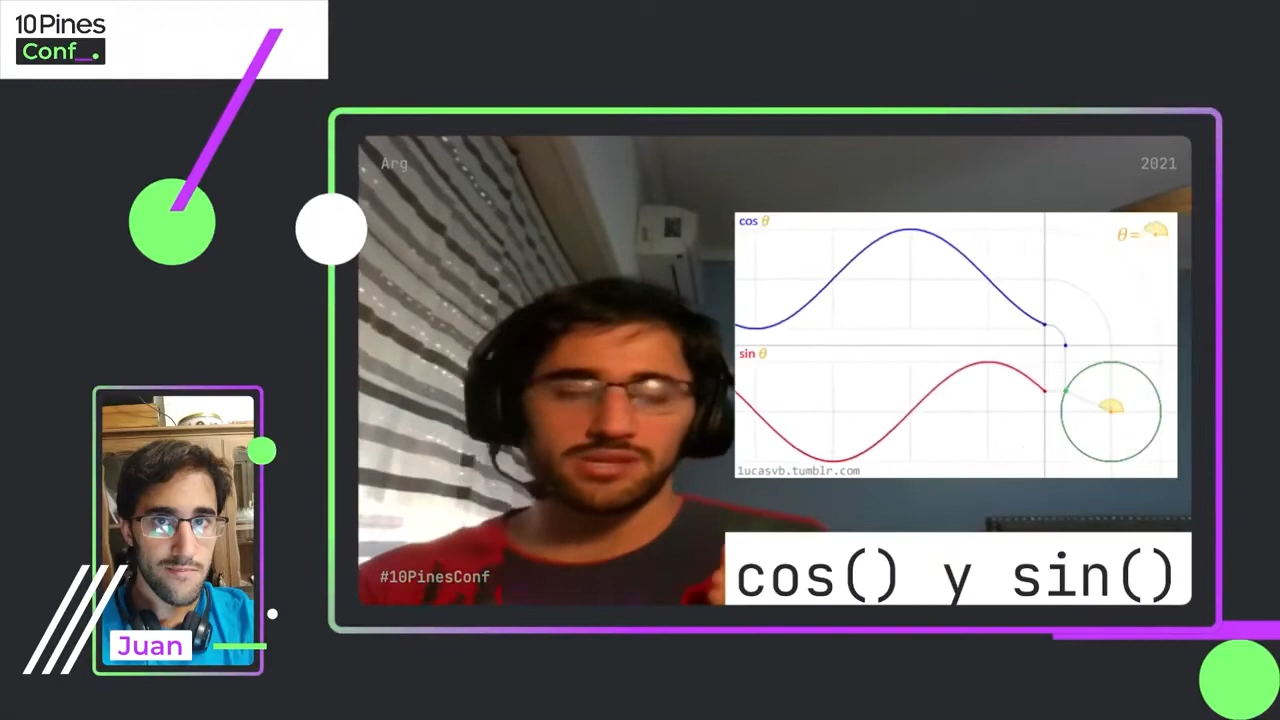 10Pines
Conf_.
Arg
2021
cos θ
θ=
sin θ
1ucasvb.tumblr.com
#10PinesConf
cos() y sin()
Juan